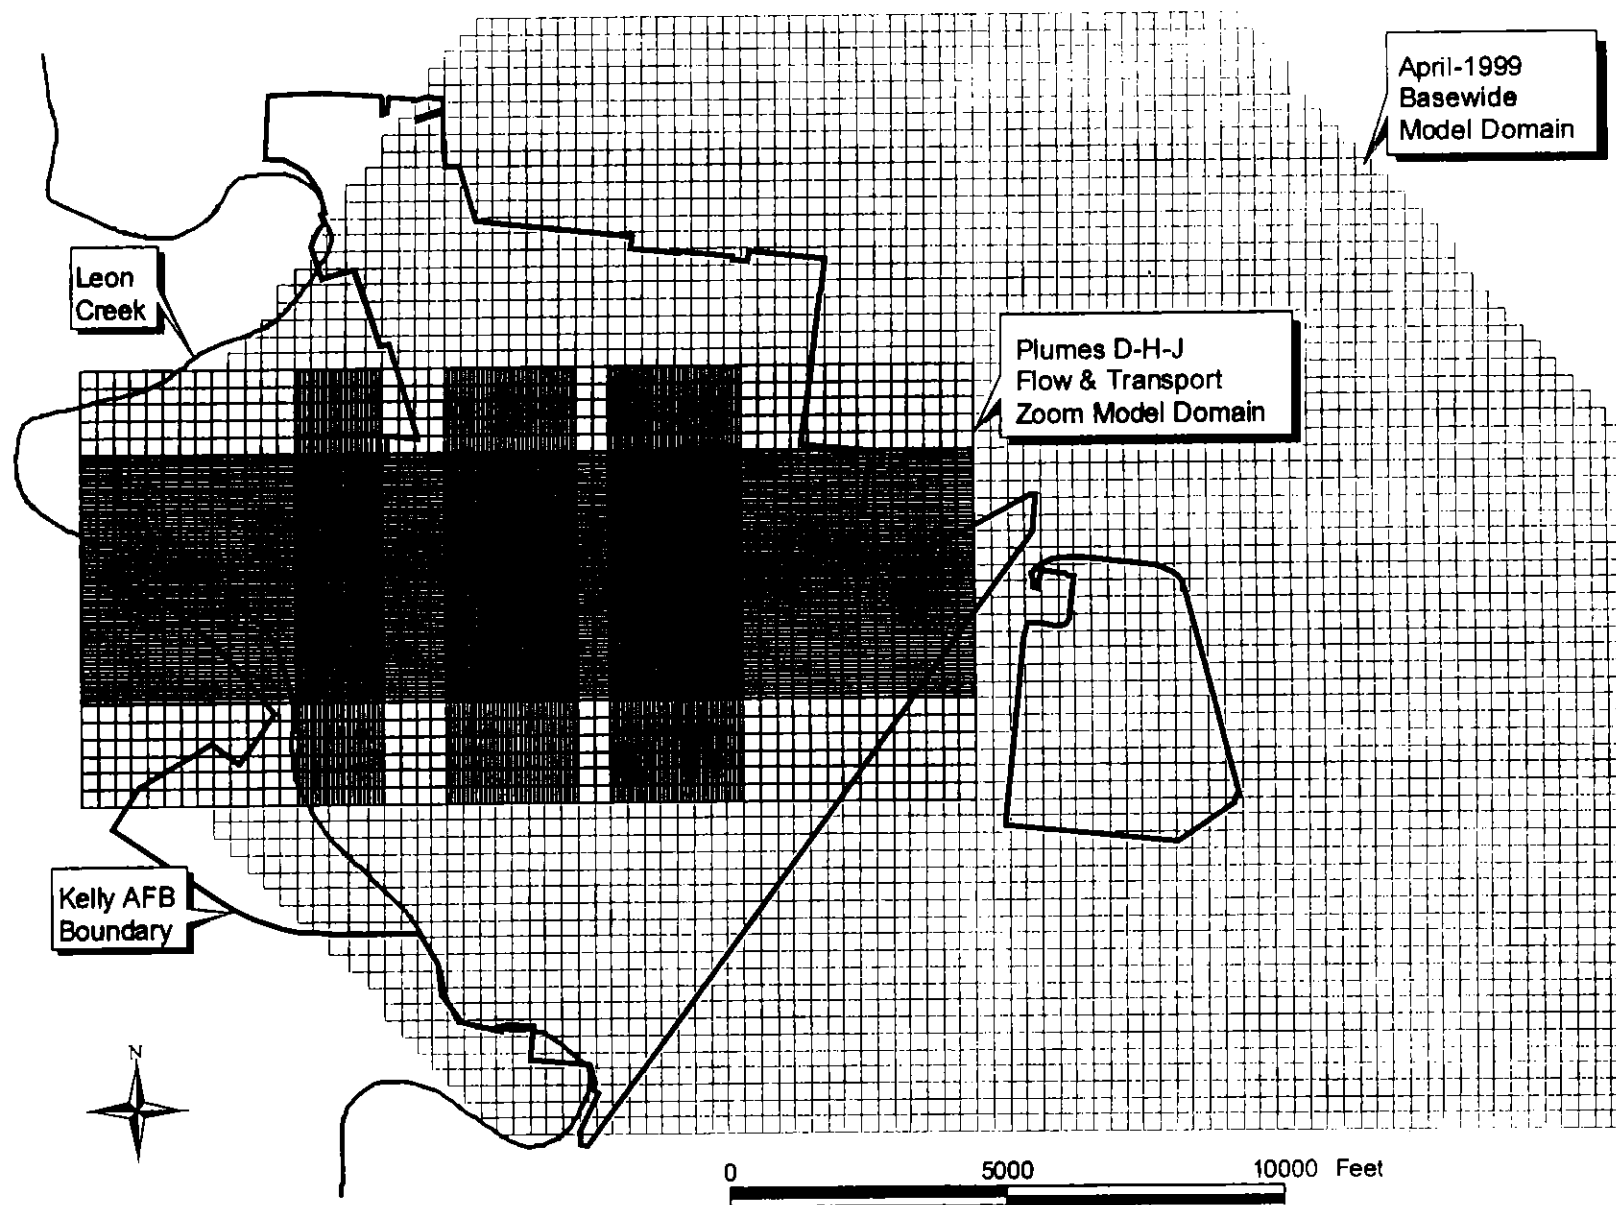 April-1999
Basewide
Model Domain
Leon
Creek
Plumes D-H-J
Flow & Transport
Zoom Model Domain
Kelly AFB
Boundary
N
0 5000 10000 Feet